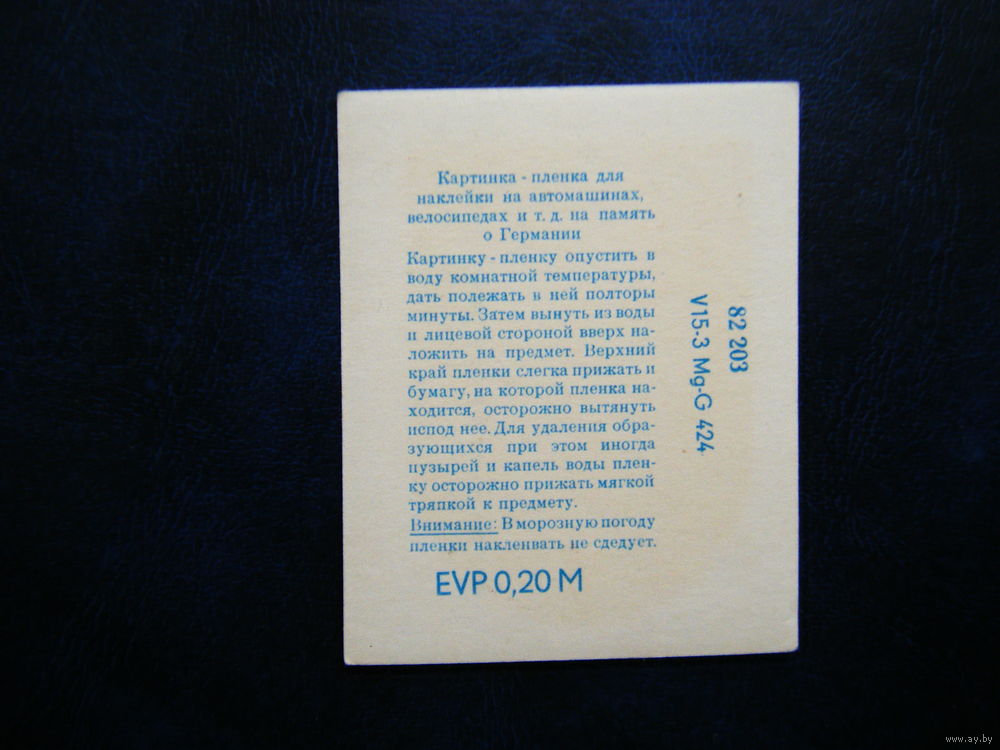 Картинка - пленка для
наклейки на автомашинах,
велосипедах и т. д. на память
о Германии
Картинку - пленку опустить в
воду комнатной температуры,
дать полежать в ней полторы
минуты. Затем вынуть из воды
и лицевой стороной вверх на-
ложить на предмет. Верхний
край пленки слегка прижать и
бумагу, на которой пленка на-
ходится, осторожно вытянуть
испод нее. Для удаления обра-
зующихся при этом иногда
пузырей и капель воды плен-
ку осторожно прижать мягкой
тряпкой к предмету.
Внимание: В морозную погоду
пленки наклеивать не сдедует.
EVP 0,20 M
82 203
V15-3 Mg-G 424
www.ay.by